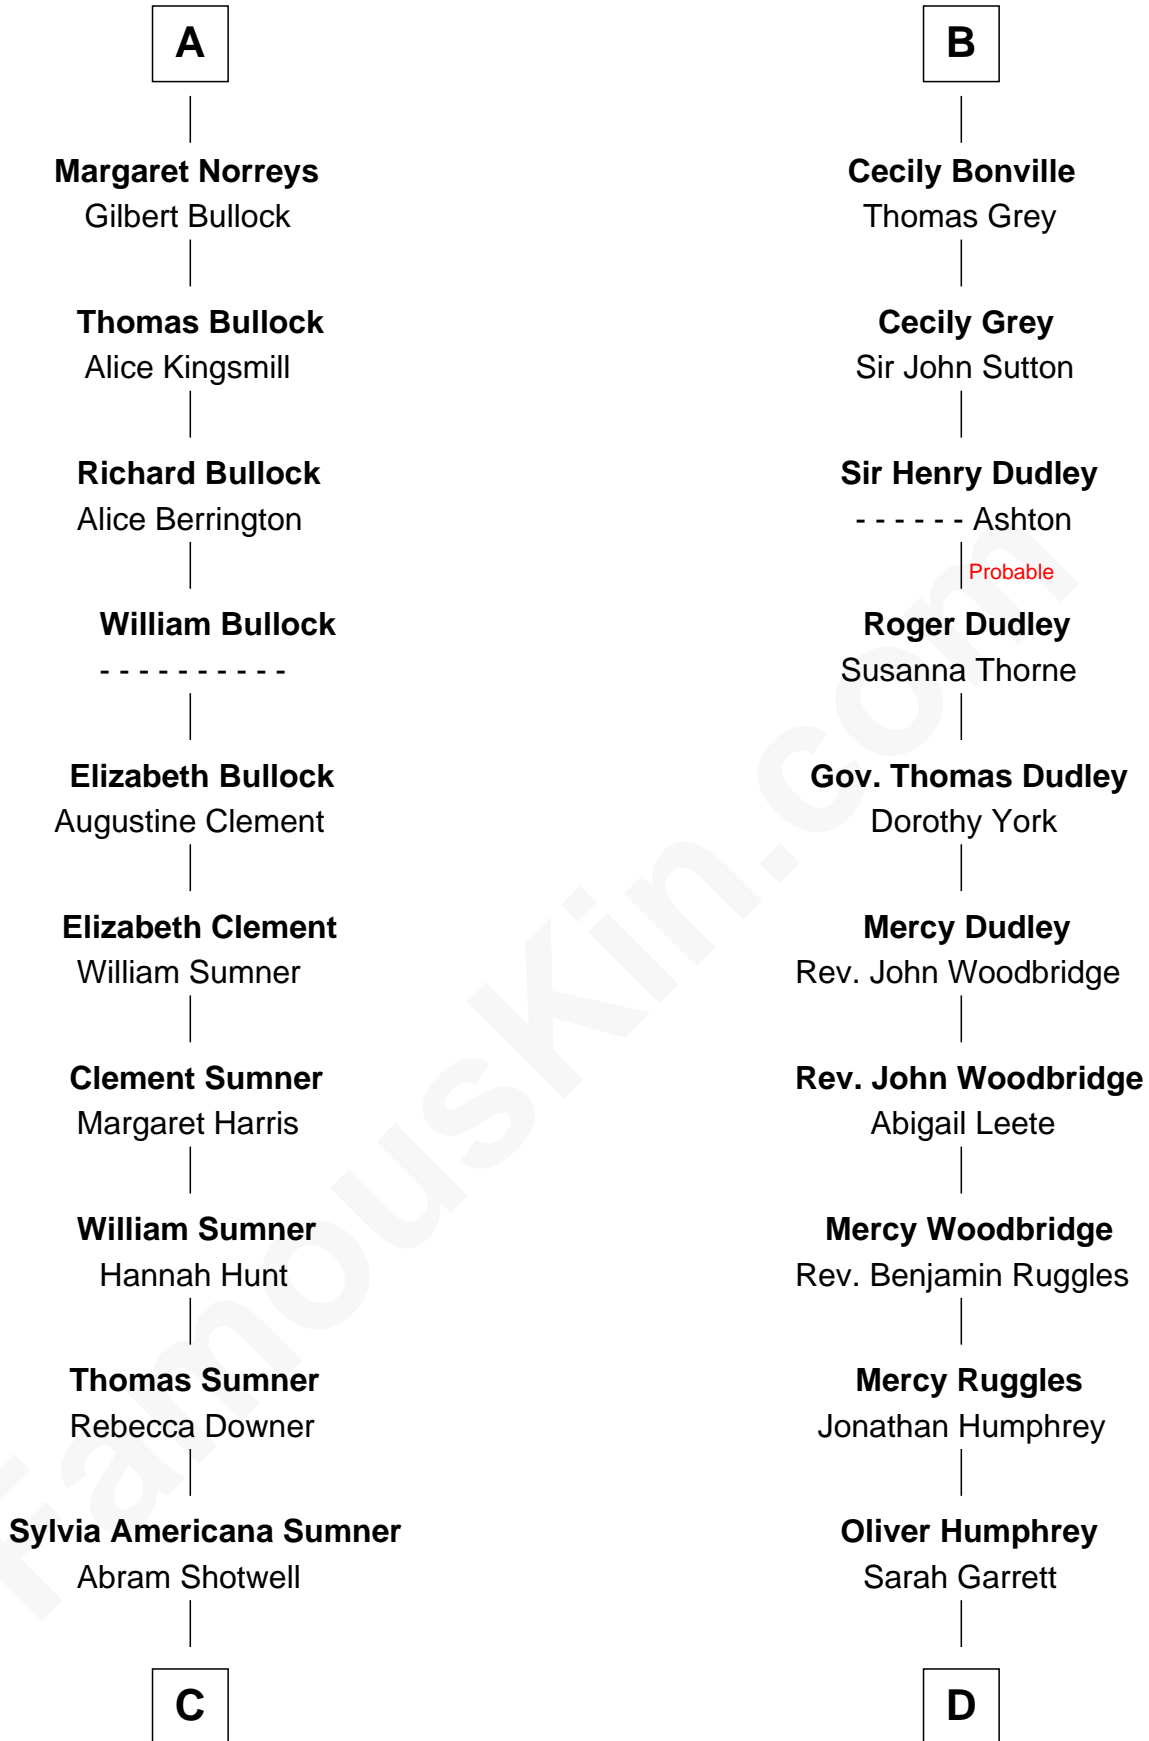 A
Margaret Norreys
Gilbert Bullock
Thomas Bullock
Alice Kingsmill
Richard Bullock
Alice Berrington
William Bullock
- - - - - - - - - -
Elizabeth Bullock
Augustine Clement
Elizabeth Clement
William Sumner
Clement Sumner
Margaret Harris
William Sumner
Hannah Hunt
Thomas Sumner
Rebecca Downer
Sylvia Americana Sumner
Abram Shotwell
C
B
Cecily Bonville
Thomas Grey
Cecily Grey
Sir John Sutton
Sir Henry Dudley
- - - - - - Ashton
Probable
Roger Dudley
Susanna Thorne
Gov. Thomas Dudley
Dorothy York
Mercy Dudley
Rev. John Woodbridge
Rev. John Woodbridge
Abigail Leete
Mercy Woodbridge
Rev. Benjamin Ruggles
Mercy Ruggles
Jonathan Humphrey
Oliver Humphrey
Sarah Garrett
D
FamousKin.com